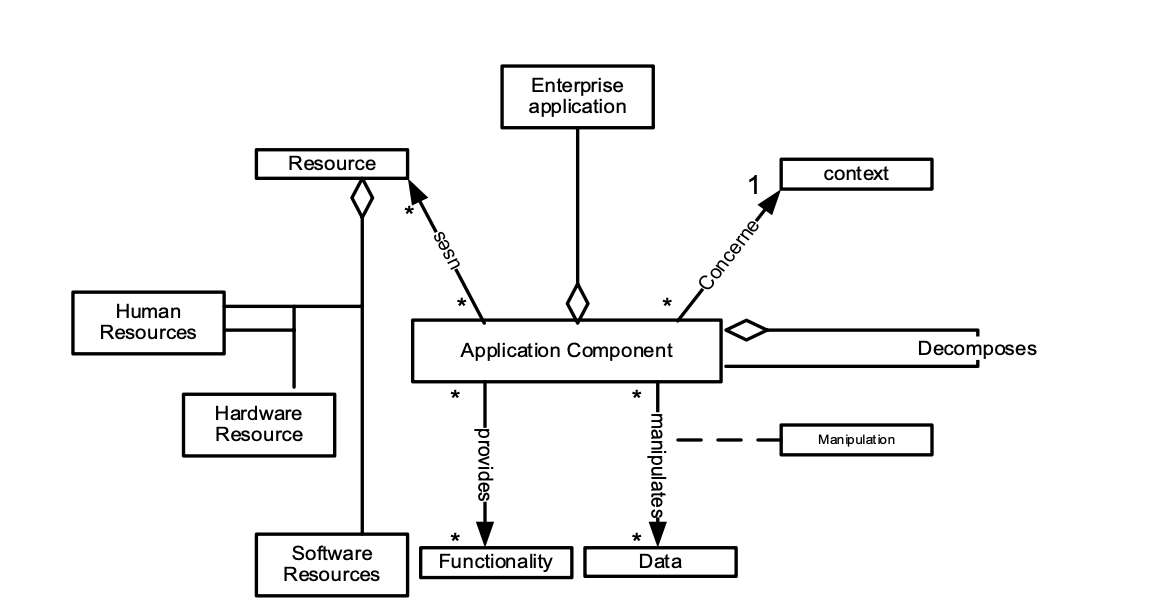 Enterprise
application
Resource
context
1
*
uses
Concerne
*
*
Human
Resources
Application Component
Decomposes
*
*
Hardware
Resource
provides
manipulates
Manipulation
*
*
Software
Resources
Functionality
Data